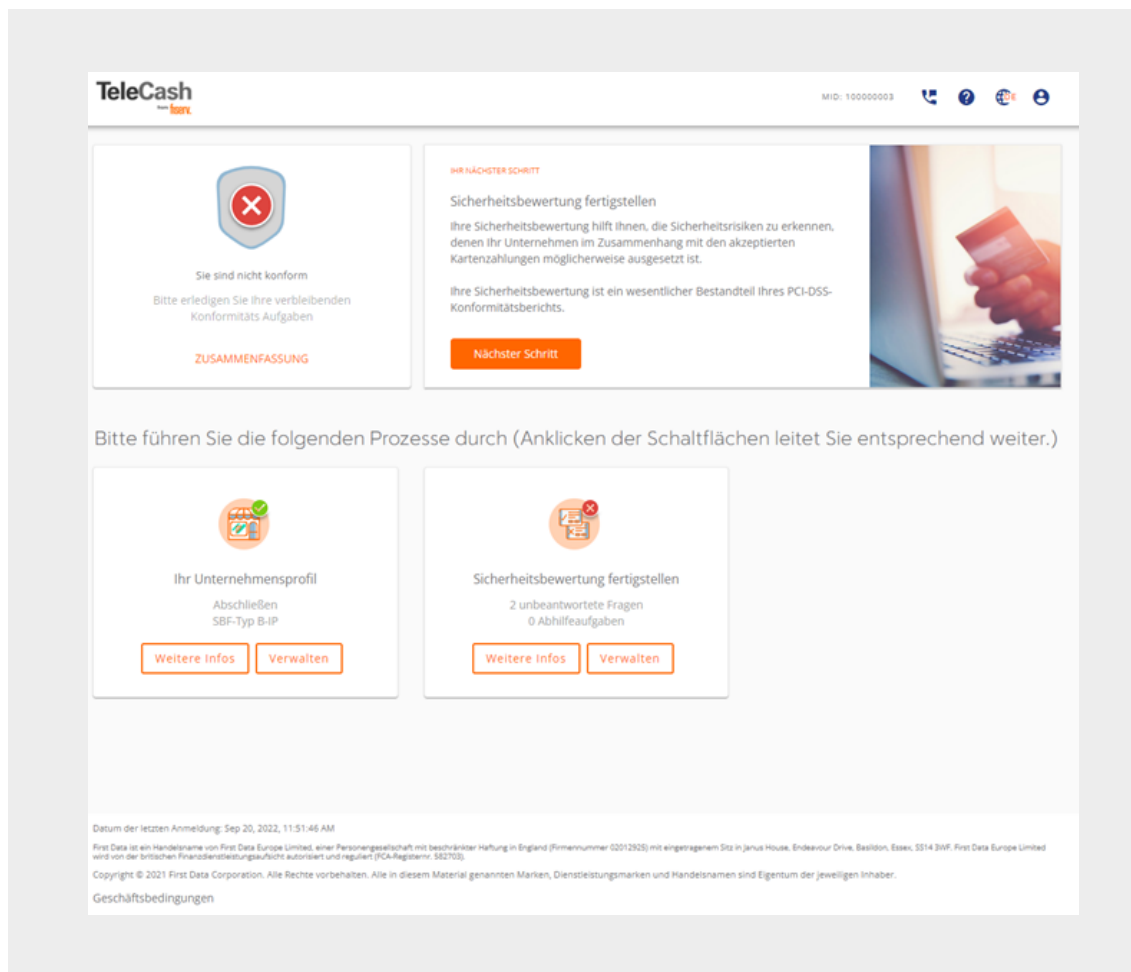 TeleCash
from fiserv.
MID: 100000003
DE
Sie sind nicht konform
Bitte erledigen Sie Ihre verbleibenden
Konformitäts Aufgaben
ZUSAMMENFASSUNG
IHR NÄCHSTER SCHRITT
Sicherheitsbewertung fertigstellen
Ihre Sicherheitsbewertung hilft Ihnen, die Sicherheitsrisiken zu erkennen,
denen Ihr Unternehmen im Zusammenhang mit den akzeptierten
Kartenzahlungen möglicherweise ausgesetzt ist.
Ihre Sicherheitsbewertung ist ein wesentlicher Bestandteil Ihres PCI-DSS-
Konformitätsberichts.
Nächster Schritt
Bitte führen Sie die folgenden Prozesse durch (Anklicken der Schaltflächen leitet Sie entsprechend weiter.)
Ihr Unternehmensprofil
Abschließen
SBF-Typ B-IP
Weitere Infos
Verwalten
Sicherheitsbewertung fertigstellen
2 unbeantwortete Fragen
0 Abhilfeaufgaben
Weitere Infos
Verwalten
Datum der letzten Anmeldung: Sep 20, 2022, 11:51:46 AM
First Data ist ein Handelsname von First Data Europe Limited, einer Personengesellschaft mit beschränkter Haftung in England (Firmennummer 02012925) mit eingetragenem Sitz in Janus House, Endeavour Drive, Basildon, Essex, SS14 3WF. First Data Europe Limited
wird von der britischen Finanzdienstleistungsaufsicht autorisiert und reguliert (FCA-Registernr. 582703).
Copyright © 2021 First Data Corporation. Alle Rechte vorbehalten. Alle in diesem Material genannten Marken, Dienstleistungsmarken und Handelsnamen sind Eigentum der jeweiligen Inhaber.
Geschäftsbedingungen